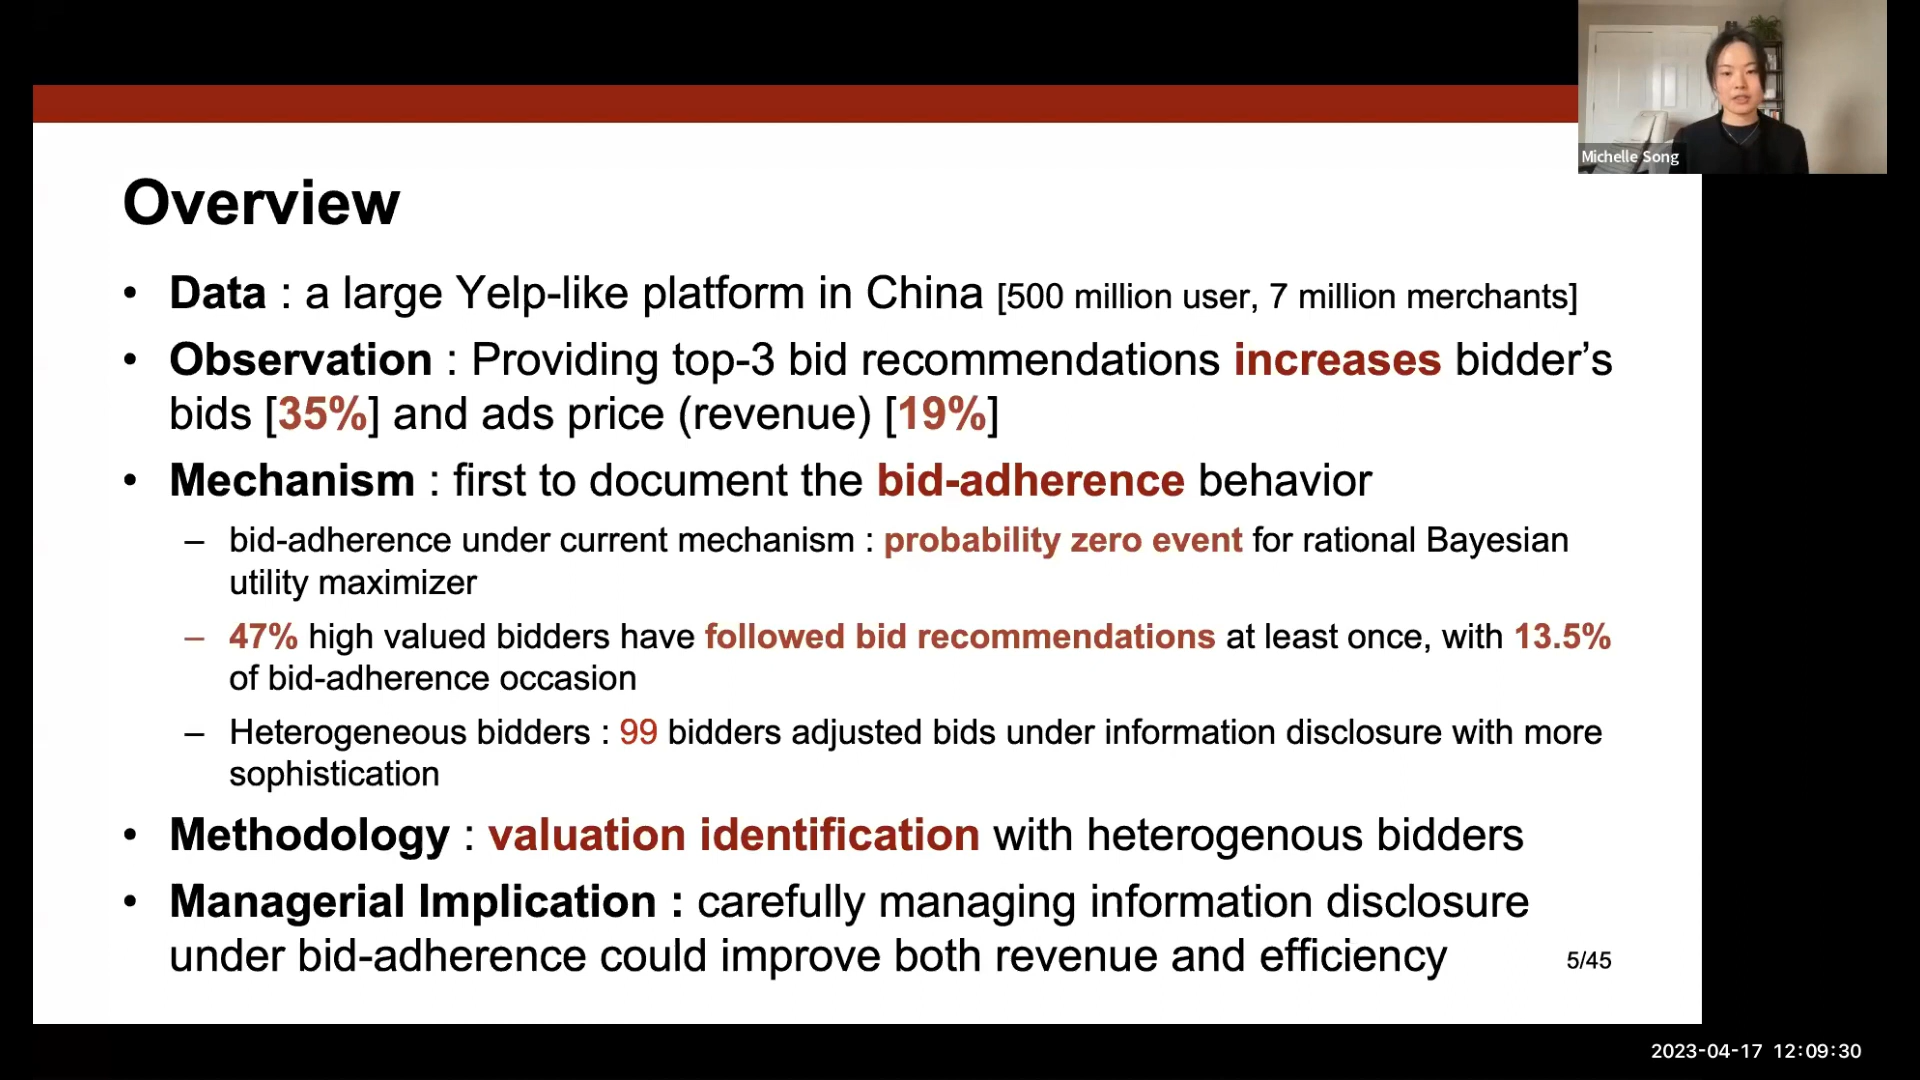 Michelle Song
Overview
• Data : a large Yelp-like platform in China [500 million user, 7 million merchants]
• Observation : Providing top-3 bid recommendations increases bidder’s
bids [35%] and ads price (revenue) [19%]
• Mechanism : first to document the bid-adherence behavior
– bid-adherence under current mechanism : probability zero event for rational Bayesian
utility maximizer
– 47% high valued bidders have followed bid recommendations at least once, with 13.5%
of bid-adherence occasion
– Heterogeneous bidders : 99 bidders adjusted bids under information disclosure with more
sophistication
• Methodology : valuation identification with heterogenous bidders
• Managerial Implication : carefully managing information disclosure
under bid-adherence could improve both revenue and efficiency
5/45
2023-04-17 12:09:30